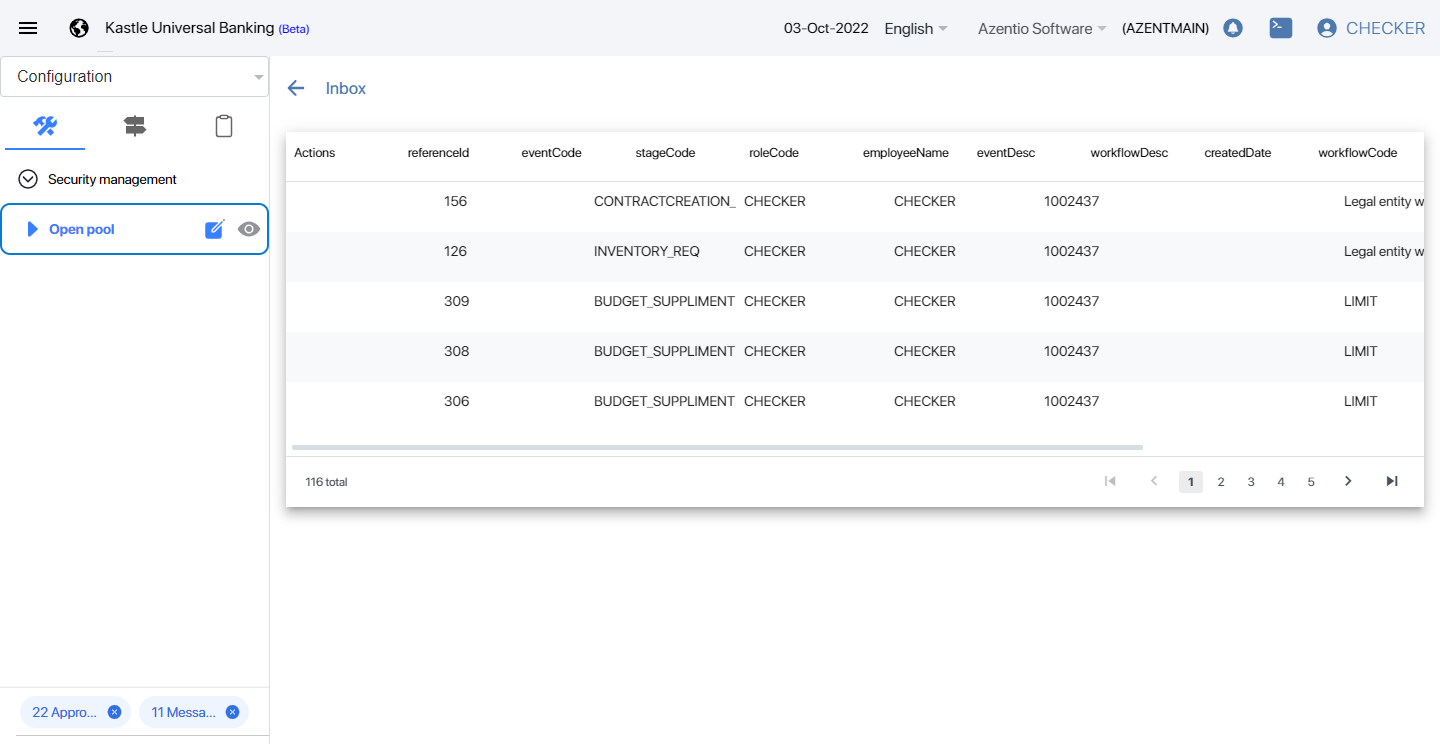 Kastle Universal Banking (Beta) 03-Oct-2022 English Azentio Software (AZENTMAIN) CHECKER
Configuration
Inbox
Security management
Open pool
Actions referenceId eventCode stageCode roleCode employeeName eventDesc workflowDesc createdDate workflowCode
156 CONTRACTCREATION_ CHECKER CHECKER 1002437 Legal entity w
126 INVENTORY_REQ CHECKER CHECKER 1002437 Legal entity w
309 BUDGET_SUPPLIMENT CHECKER CHECKER 1002437 LIMIT
308 BUDGET_SUPPLIMENT CHECKER CHECKER 1002437 LIMIT
306 BUDGET_SUPPLIMENT CHECKER CHECKER 1002437 LIMIT
116 total 1 2 3 4 5
22 Appro... 11 Messa...